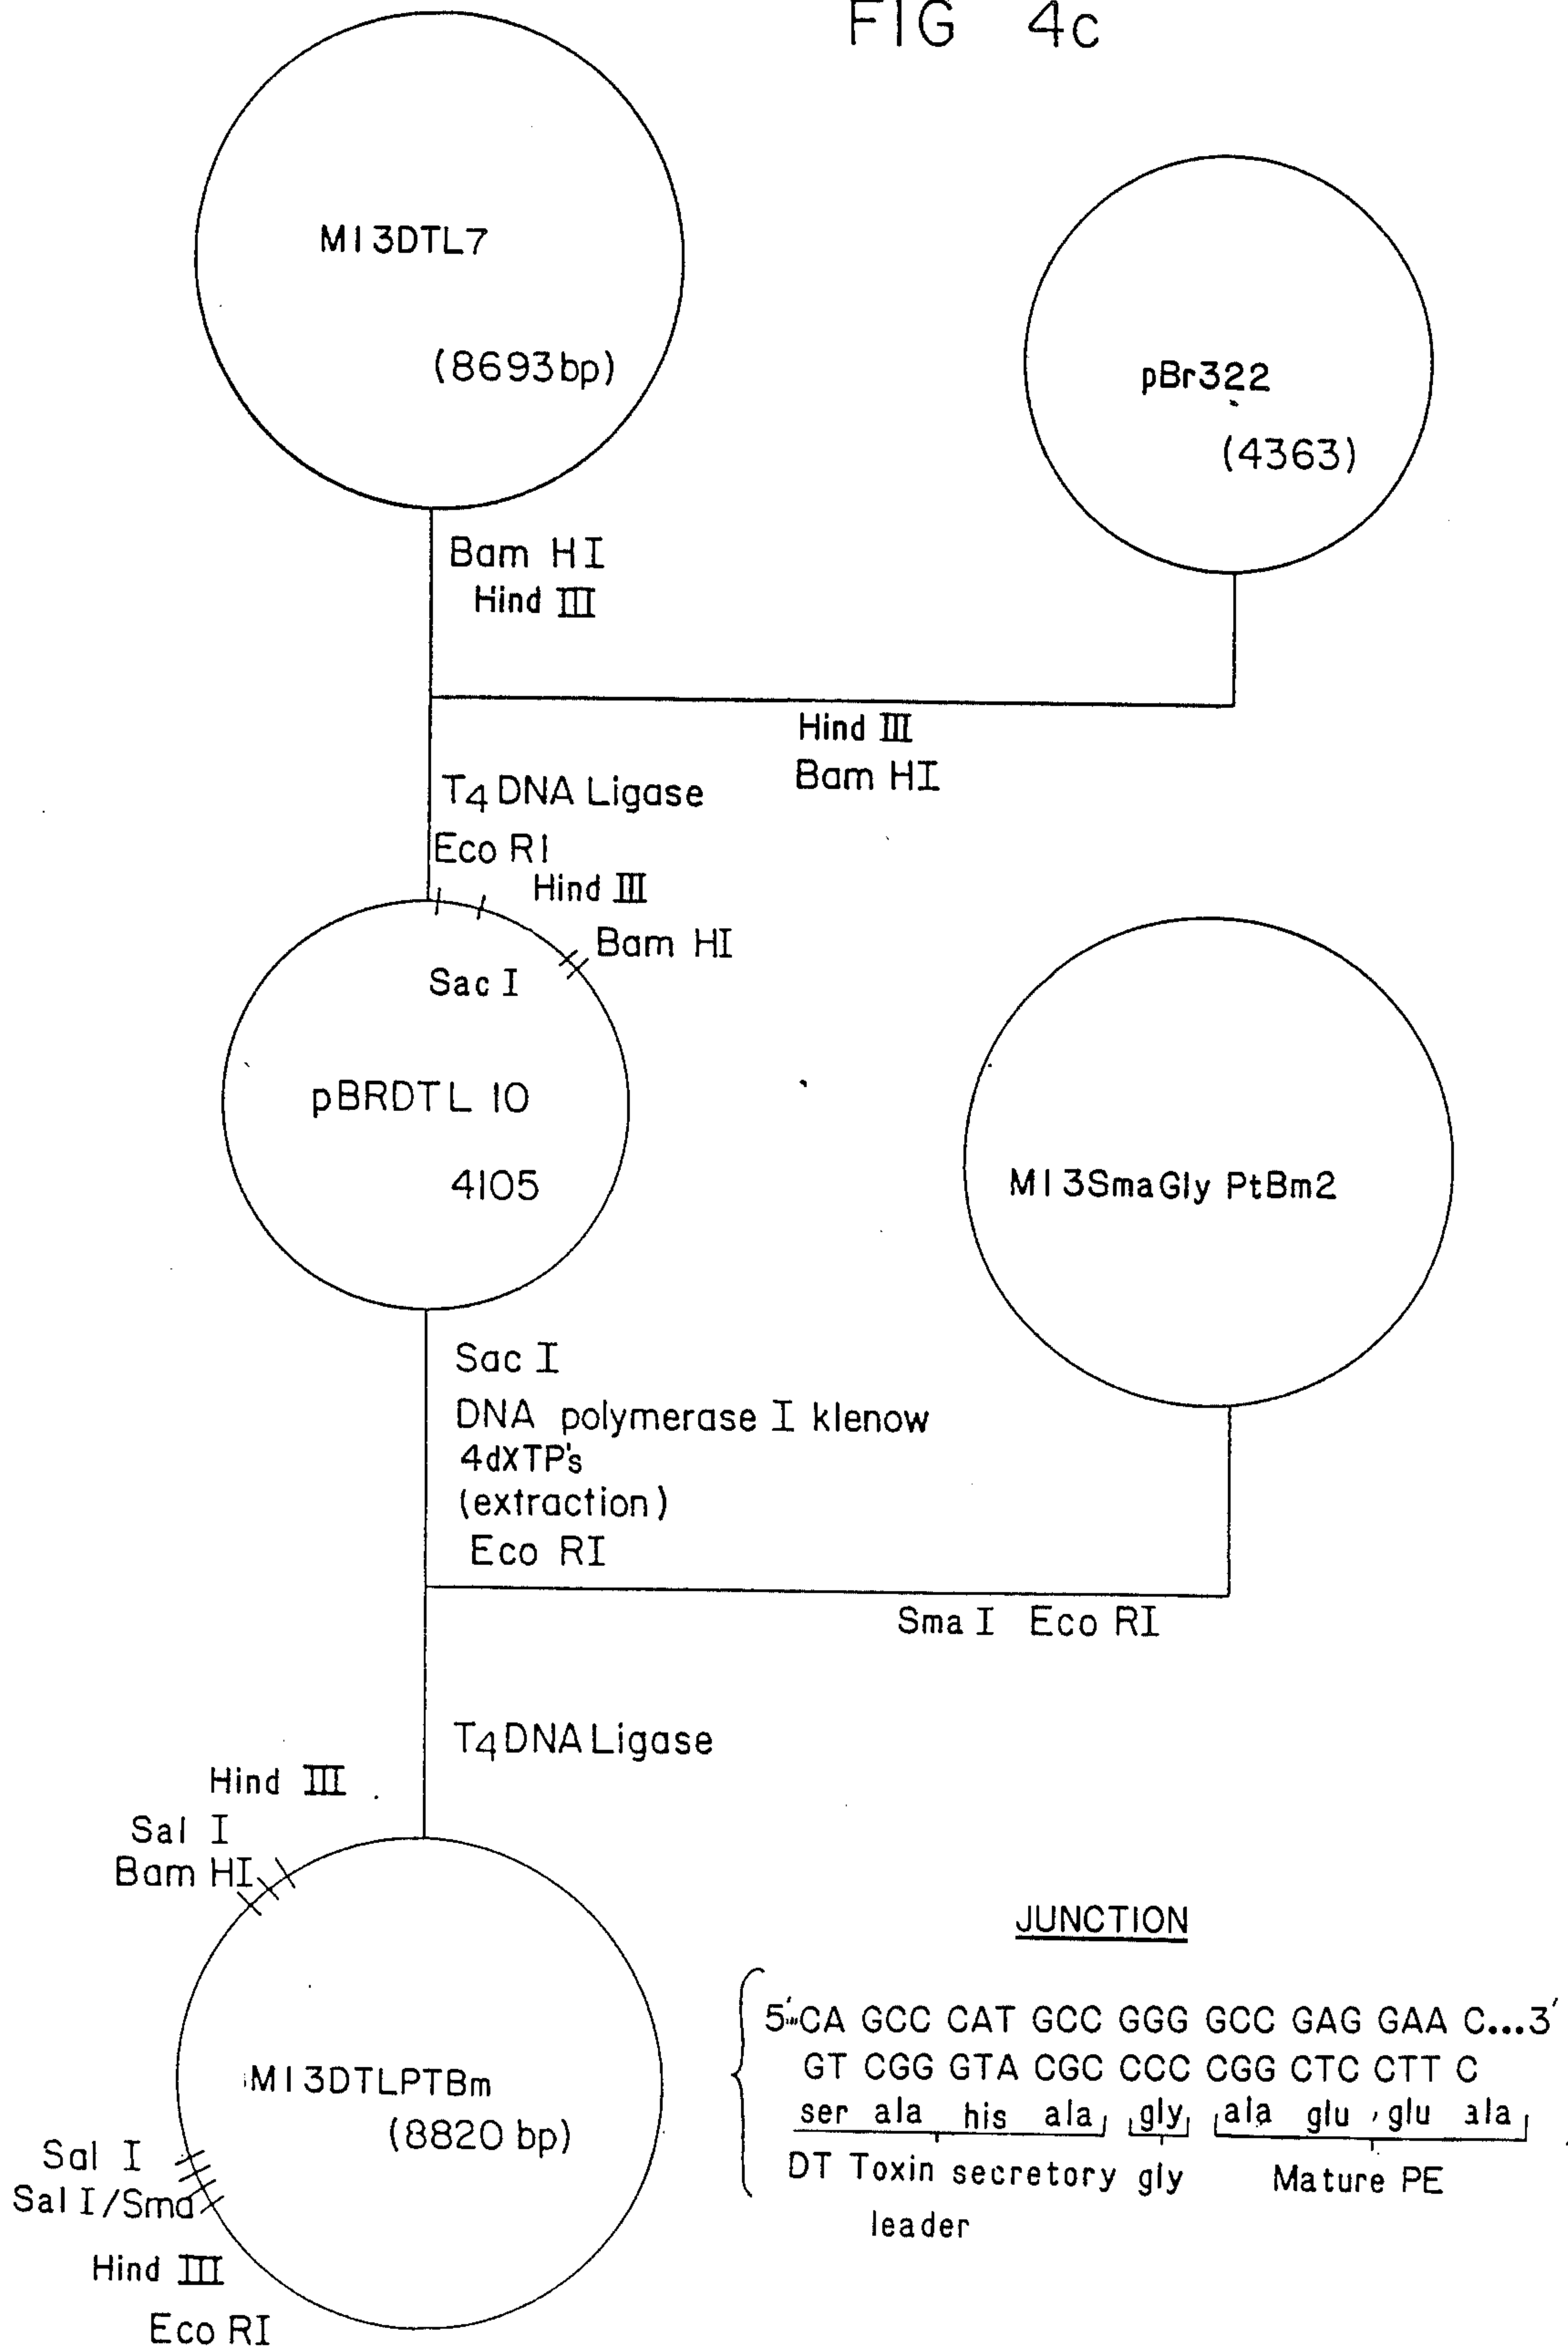 FIG 4c
M13DTL7
(8693bp)
pBr322
(4363)
Bam HI
Hind III
Hind III
Bam HI
T4 DNA Ligase
Eco RI
Hind III
Bam HI
Sac I
pBRDTL 10
4105
M13SmaGly PtBm2
Sac I
DNA polymerase I klenow
4dXTP's
(extraction)
Eco RI
Sma I Eco RI
T4 DNA Ligase
Hind III
Sal I
Bam HI
M13DTLPTBm
(8820 bp)
Sal I
Sal I/Sma
Hind III
Eco RI
JUNCTION
5'...CA GCC CAT GCC GGG GCC GAG GAA C...3'
GT CGG GTA CGC CCC CGG CTC CTT C
ser ala his ala gly ala glu glu ala
DT Toxin secretory gly Mature PE
leader